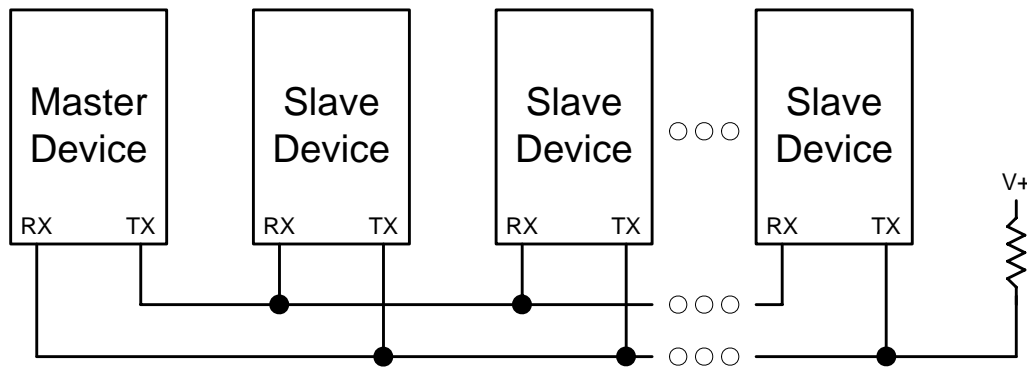 Master
Device
Slave
Device
Slave
Device
Slave
Device
RX TX
RX TX
RX TX
RX TX
V+